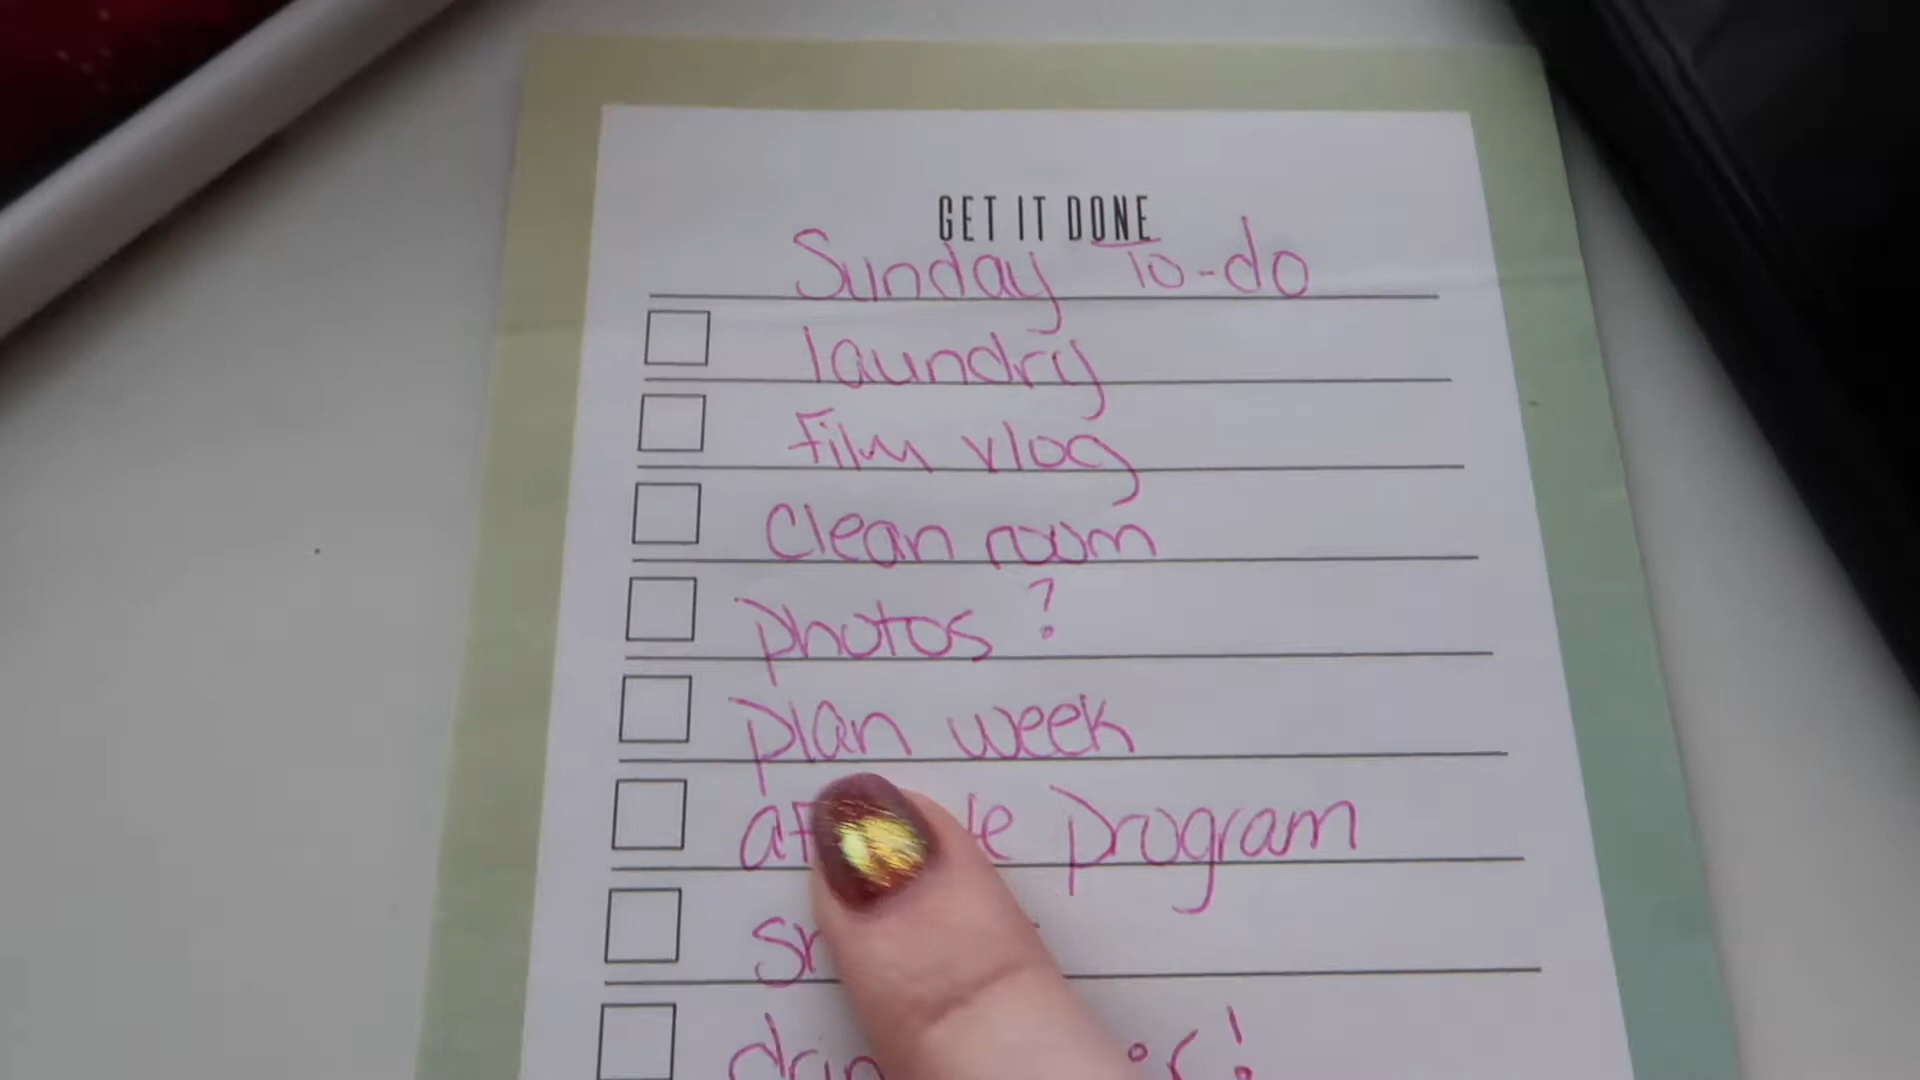 GET IT DONE
Sunday To-do
laundry
film vlog
clean room
photos?
plan week
program